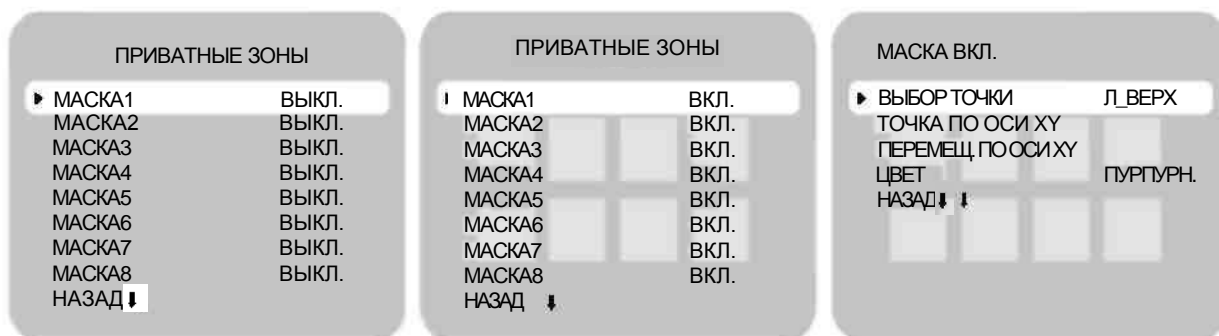 ПРИВАТНЫЕ ЗОНЫ
МАСКА1 ВЫКЛ.
МАСКА2 ВЫКЛ.
МАСКА3 ВЫКЛ.
МАСКА4 ВЫКЛ.
МАСКА5 ВЫКЛ.
МАСКА6 ВЫКЛ.
МАСКА7 ВЫКЛ.
МАСКА8 ВЫКЛ.
НАЗАД
ПРИВАТНЫЕ ЗОНЫ
МАСКА1 ВКЛ.
МАСКА2 ВКЛ.
МАСКА3 ВКЛ.
МАСКА4 ВКЛ.
МАСКА5 ВКЛ.
МАСКА6 ВКЛ.
МАСКА7 ВКЛ.
МАСКА8 ВКЛ.
НАЗАД
МАСКА ВКЛ.
ВЫБОР ТОЧКИ Л_ВЕРХ
ТОЧКА ПО ОСИ XY
ПЕРЕМЕЩ. ПО ОСИ XY
ЦВЕТ ПУРПУРН.
НАЗАД